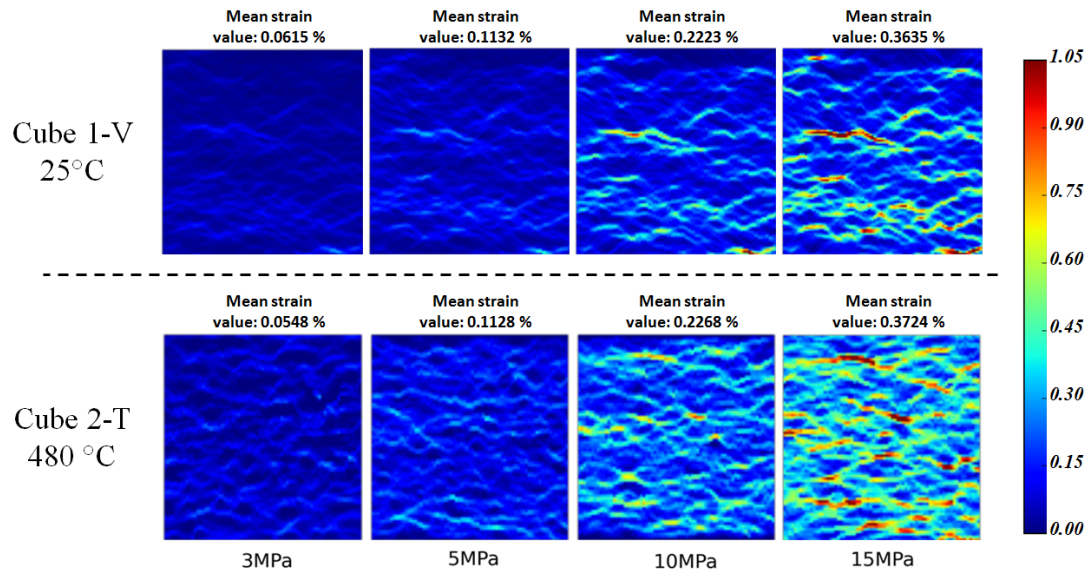 Mean strain
value: 0.0615 %
Mean strain
value: 0.1132 %
Mean strain
value: 0.2223 %
Mean strain
value: 0.3635 %
Cube 1-V
25°C
1.05
0.90
0.75
0.60
0.45
0.30
0.15
0.00
Mean strain
value: 0.0548 %
Mean strain
value: 0.1128 %
Mean strain
value: 0.2268 %
Mean strain
value: 0.3724 %
Cube 2-T
480 °C
3MPa
5MPa
10MPa
15MPa